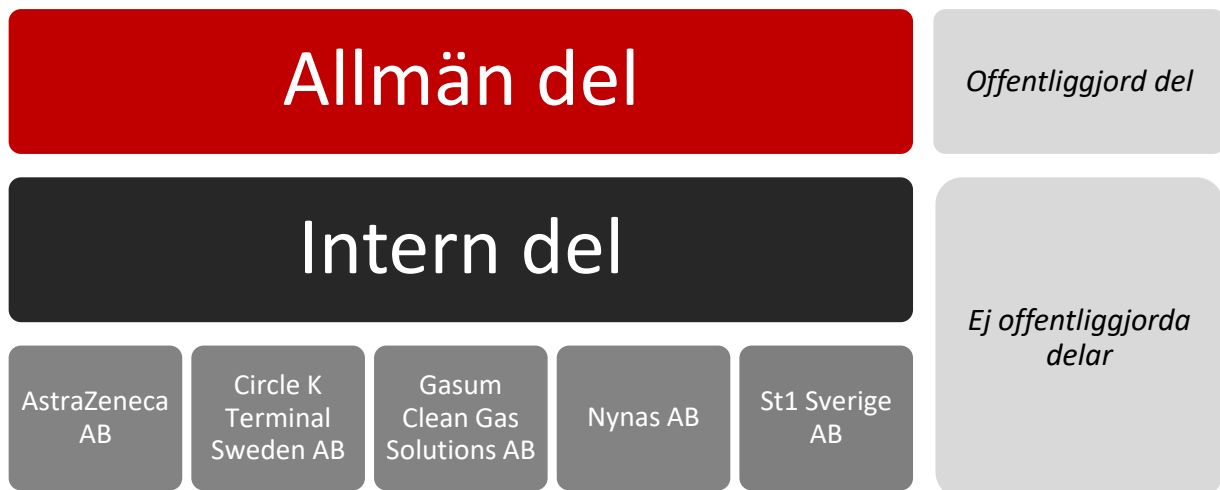 Allmän del
Offentliggjord del
Intern del
Ej offentliggjorda
delar
AstraZeneca
AB
Circle K
Terminal
Sweden AB
Gasum
Clean Gas
Solutions AB
Nynas AB
St1 Sverige
AB